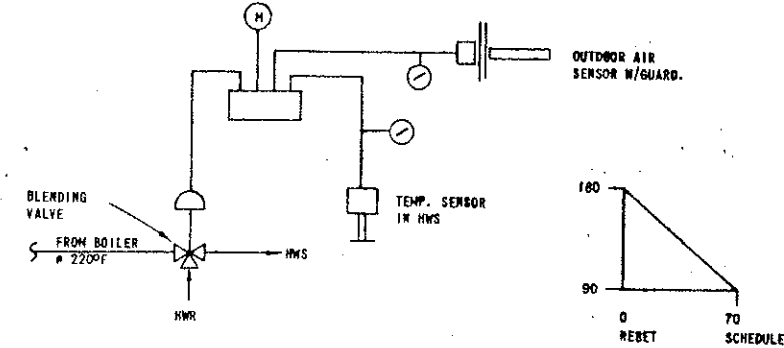 M
OUTDOOR AIR
SENSOR W/GUARD.
BLENDING
VALVE
TEMP. SENSOR
IN HWS
FROM BOILER
@ 220ºF
HWS
HWR
180
90
0
70
RESET
SCHEDULE